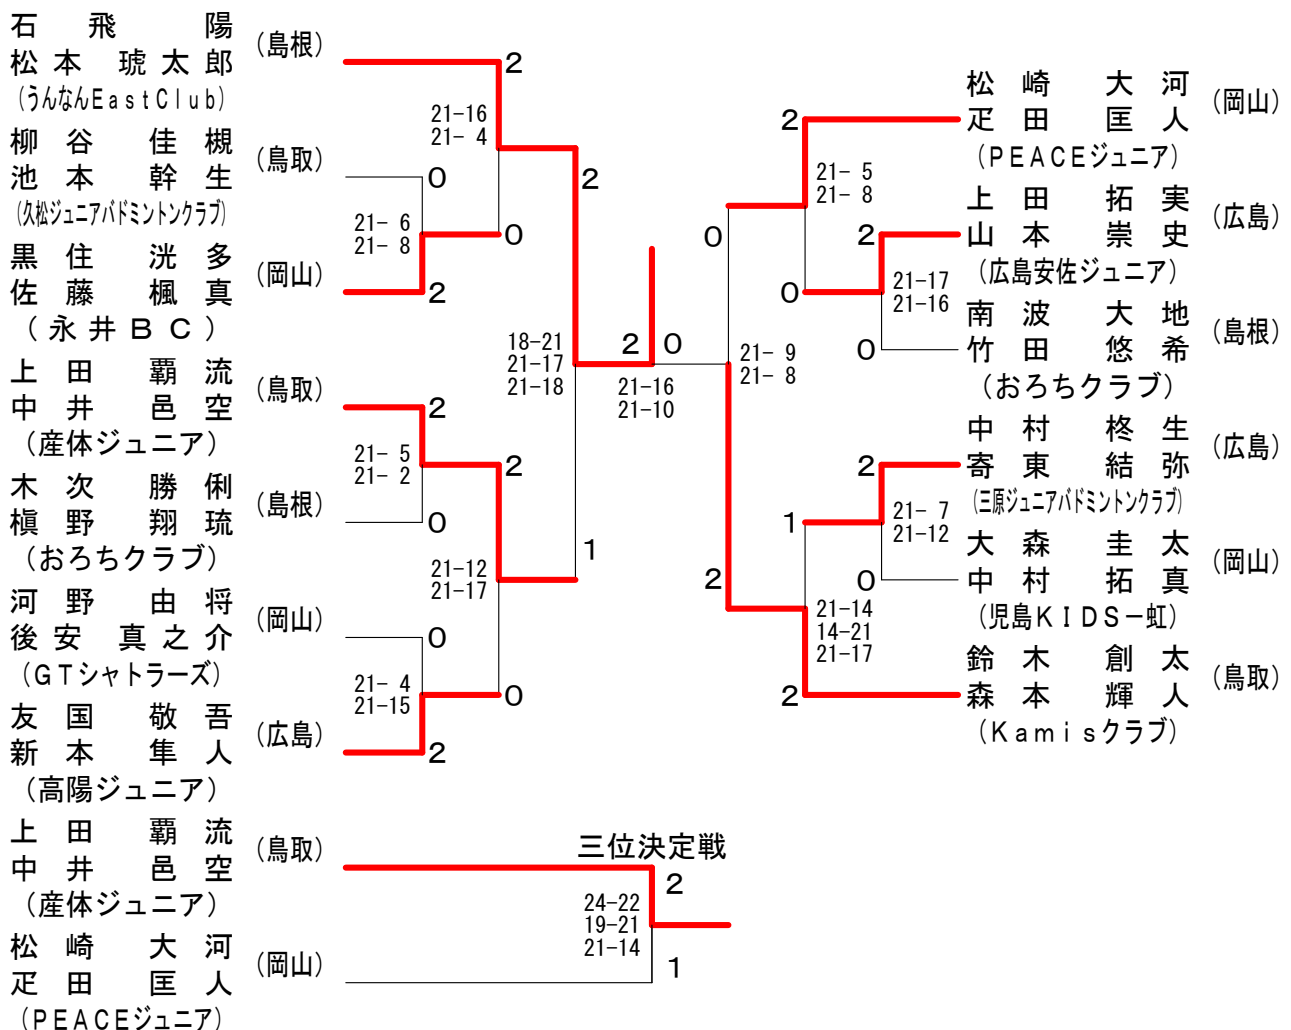 石飛 陽
松本 琥太郎
(島根)
(うんなんEastClub)
柳谷 佳槻
池本 幹生
(鳥取)
(久松ジュニアバドミントンクラブ)
黒住 洸多
佐藤 楓真
(岡山)
(永井BC)
上田 覇流
中井 邑空
(鳥取)
(産体ジュニア)
木次 勝俐
槇野 翔琉
(島根)
(おろちクラブ)
河野 由将
後安 真之介
(岡山)
(GTシャトラーズ)
友国 敬吾
新本 隼人
(広島)
(高陽ジュニア)
2
21-16
21- 4
0
0
21- 6
21- 8
2
2
2
21- 5
21- 2
0
2
21-12
21-17
0
0
21- 4
21-15
2
18-21
21-17
21-18
1
2
0
21-16
21-10
松崎 大河
疋田 匡人
(岡山)
(PEACEジュニア)
上田 拓実
山本 崇史
(広島)
(広島安佐ジュニア)
南波 大地
竹田 悠希
(島根)
(おろちクラブ)
中村 柊生
寄東 結弥
(広島)
(三原ジュニアバドミントンクラブ)
大森 圭太
中村 拓真
(岡山)
(児島KIDS-虹)
鈴木 創太
森本 輝人
(鳥取)
(Kamisクラブ)
2
21- 5
21- 8
0
2
21-17
21-16
0
0
21- 9
21- 8
2
2
21- 7
21-12
0
1
21-14
14-21
21-17
2
三位決定戦
上田 覇流
中井 邑空
(鳥取)
(産体ジュニア)
2
24-22
19-21
21-14
1
松崎 大河
疋田 匡人
(岡山)
(PEACEジュニア)